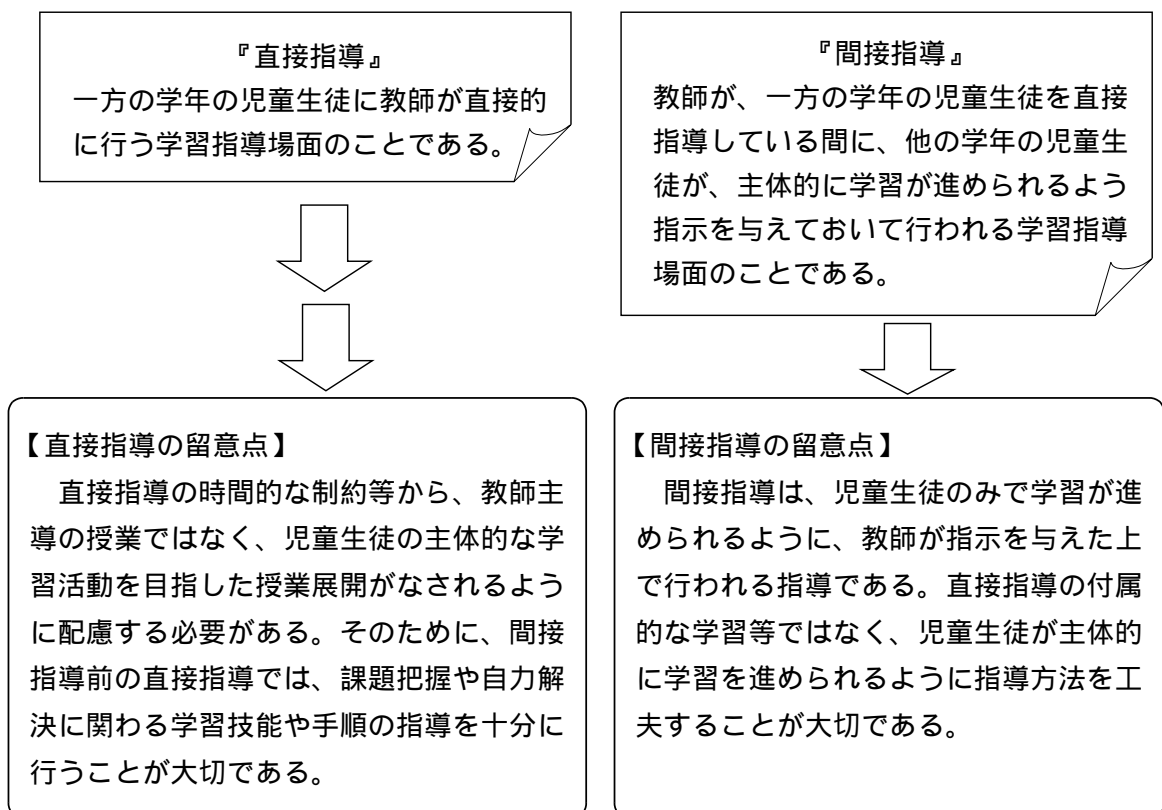 『直接指導』
一方の学年の児童生徒に教師が直接的
に行う学習指導場面のことである。
『間接指導』
教師が、一方の学年の児童生徒を直接
指導している間に、他の学年の児童生
徒が、主体的に学習が進められるよう
指示を与えておいて行われる学習指導
場面のことである。
【直接指導の留意点】
　直接指導の時間的な制約等から、教師主
導の授業ではなく、児童生徒の主体的な学
習活動を目指した授業展開がなされるよう
に配慮する必要がある。そのために、間接
指導前の直接指導では、課題把握や自力解
決に関わる学習技能や手順の指導を十分に
行うことが大切である。
【間接指導の留意点】
　間接指導は、児童生徒のみで学習が進
められるように、教師が指示を与えた上
で行われる指導である。直接指導の付属
的な学習等ではなく、児童生徒が主体的
に学習を進められるように指導方法を工
夫することが大切である。